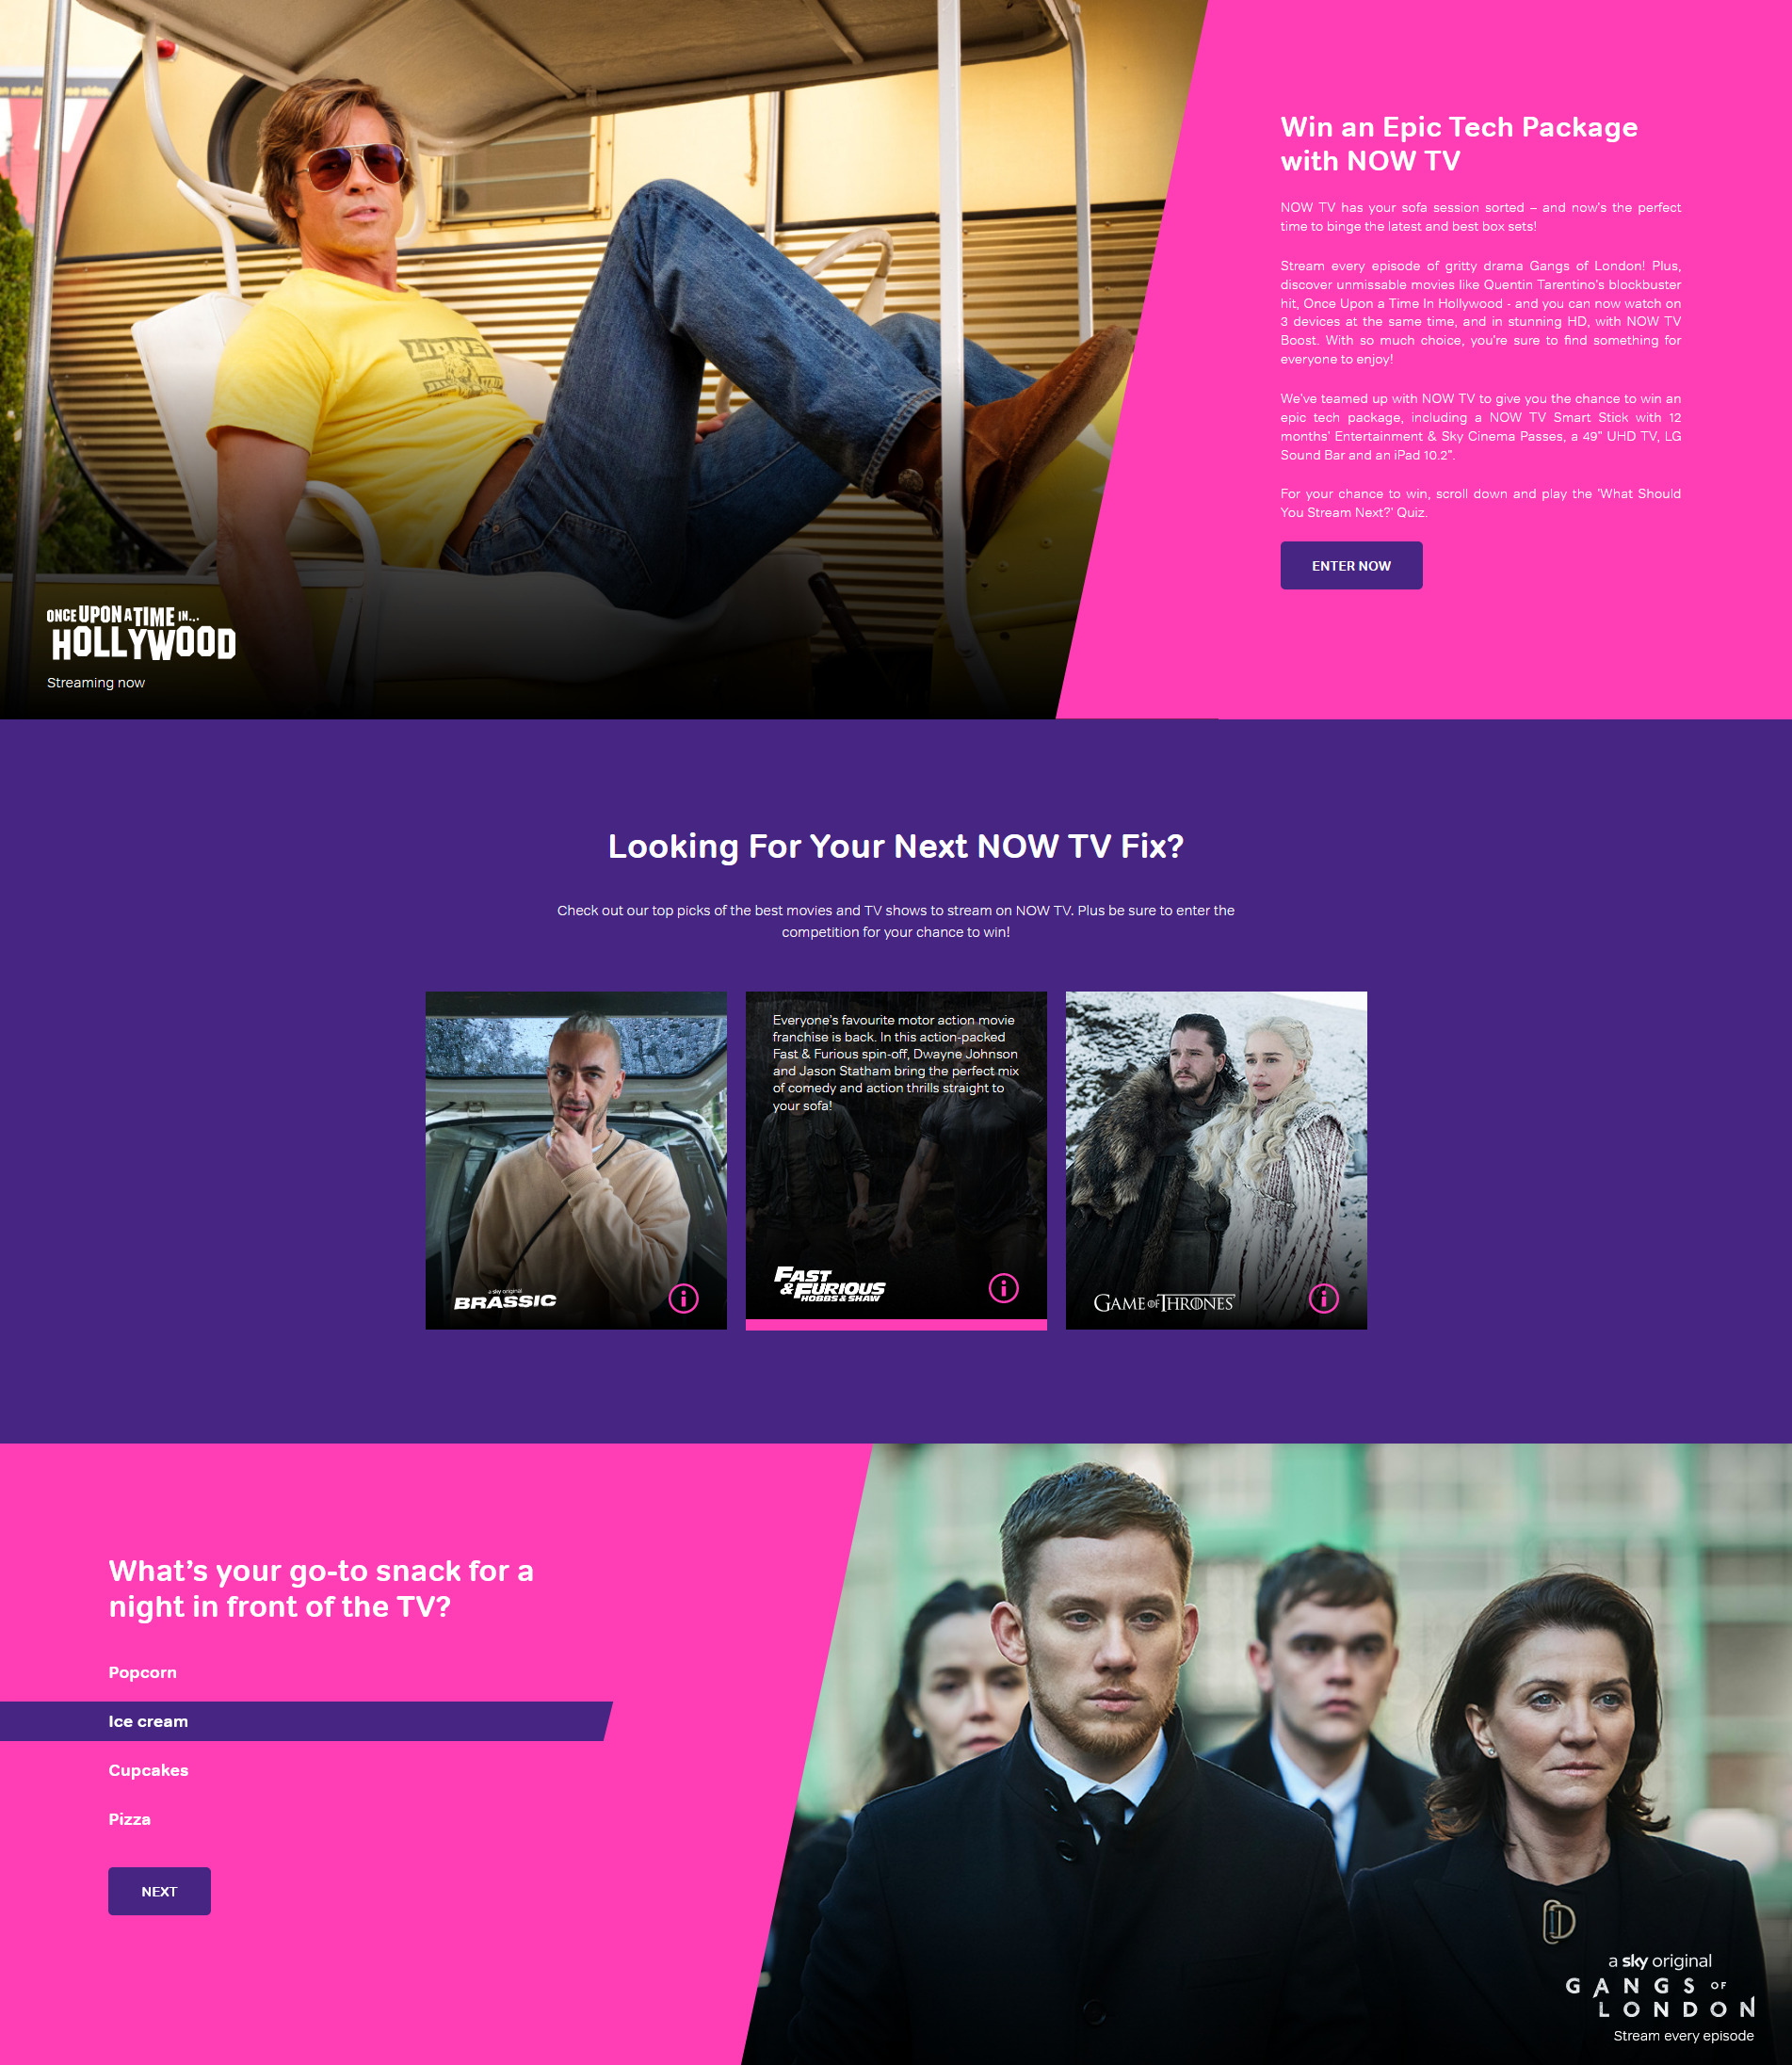 Win an Epic Tech Package
with NOW TV
NOW TV has your sofa session sorted – and now's the perfect
time to binge the latest and best box sets!
Stream every episode of gritty drama Gangs of London! Plus,
discover unmissable movies like Quentin Tarentino's blockbuster
hit, Once Upon a Time In Hollywood - and you can now watch on
3 devices at the same time, and in stunning HD, with NOW TV
Boost. With so much choice, you're sure to find something for
everyone to enjoy!
We've teamed up with NOW TV to give you the chance to win an
epic tech package, including a NOW TV Smart Stick with 12
months' Entertainment & Sky Cinema Passes, a 49" UHD TV, LG
Sound Bar and an iPad 10.2".
For your chance to win, scroll down and play the 'What Should
You Stream Next?' Quiz.
ENTER NOW
LIONS
ONCE UPON A TIME IN...
HOLLYWOOD
Streaming now
Looking For Your Next NOW TV Fix?
Check out our top picks of the best movies and TV shows to stream on NOW TV. Plus be sure to enter the
competition for your chance to win!
a sky original
BRASSIC
Everyone's favourite motor action movie
franchise is back. In this action-packed
Fast & Furious spin-off, Dwayne Johnson
and Jason Statham bring the perfect mix
of comedy and action thrills straight to
your sofa!
FAST
& FURIOUS
HOBBS & SHAW
GAME OF THRONES
What's your go-to snack for a
night in front of the TV?
Popcorn
Ice cream
Cupcakes
Pizza
NEXT
a sky original
GANGS OF
LONDON
Stream every episode